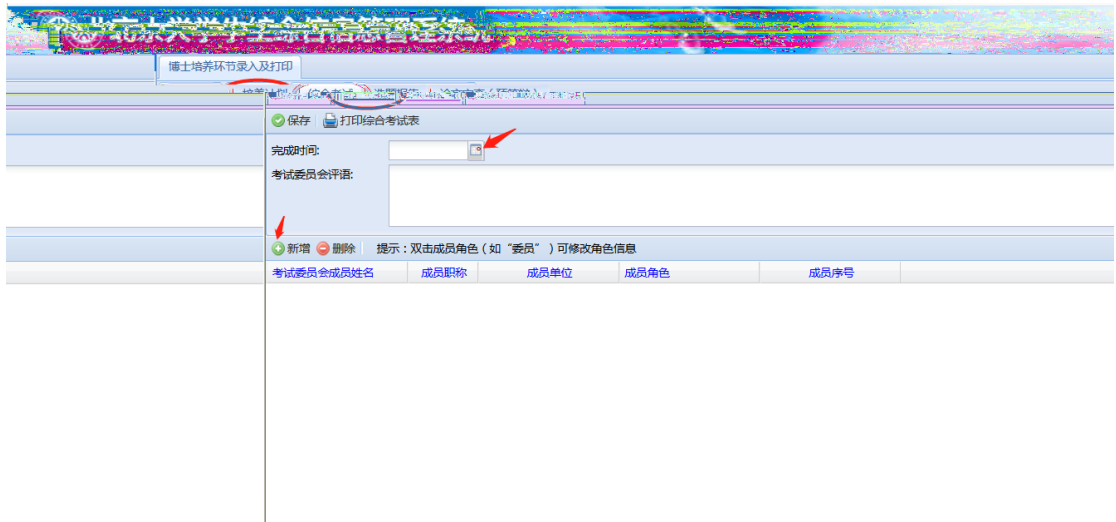 博士培养环节录入及打印
保存 打印综合考试表
完成时间:
考试委员会评语:
新增 删除 提示：双击成员角色（如“委员”）可修改角色信息
考试委员会成员姓名 成员职称 成员单位 成员角色 成员序号